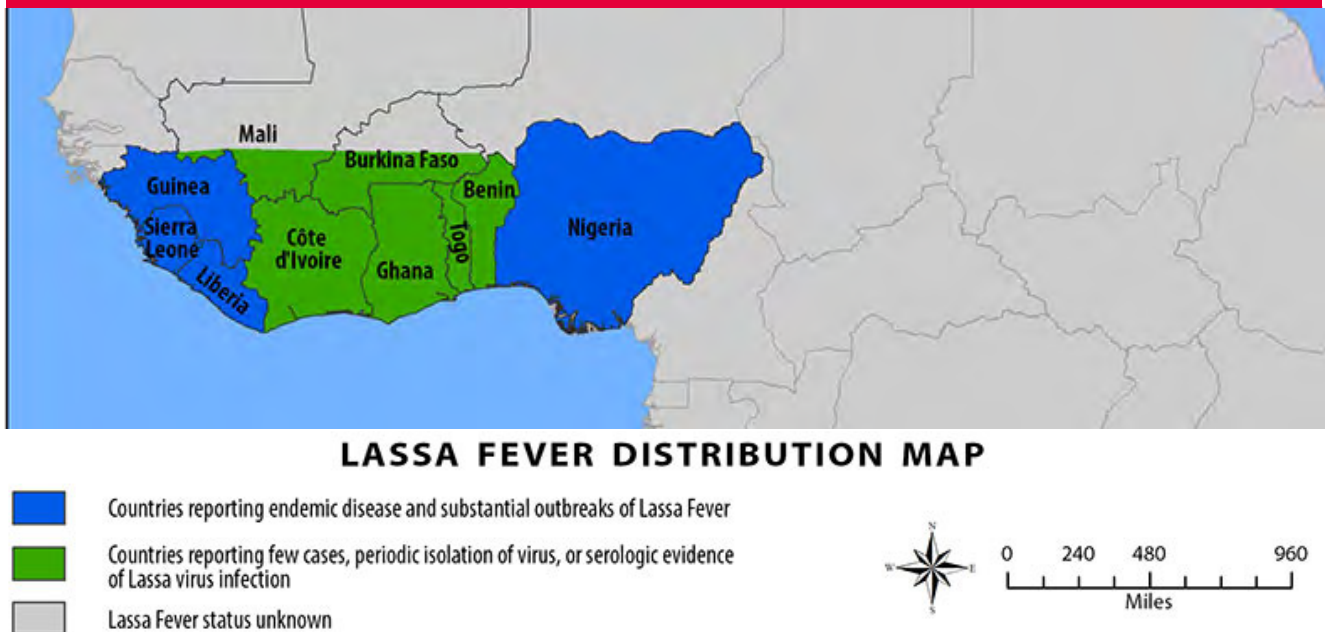 Mali
Burkina Faso
Guinea
Benin
Sierra
Leone
Côte
d'Ivoire
Togo
Nigeria
Ghana
Liberia
LASSA FEVER DISTRIBUTION MAP
Countries reporting endemic disease and substantial outbreaks of Lassa Fever
Countries reporting few cases, periodic isolation of virus, or serologic evidence
of Lassa virus infection
Lassa Fever status unknown
N
W E
S
0 240 480 960
Miles